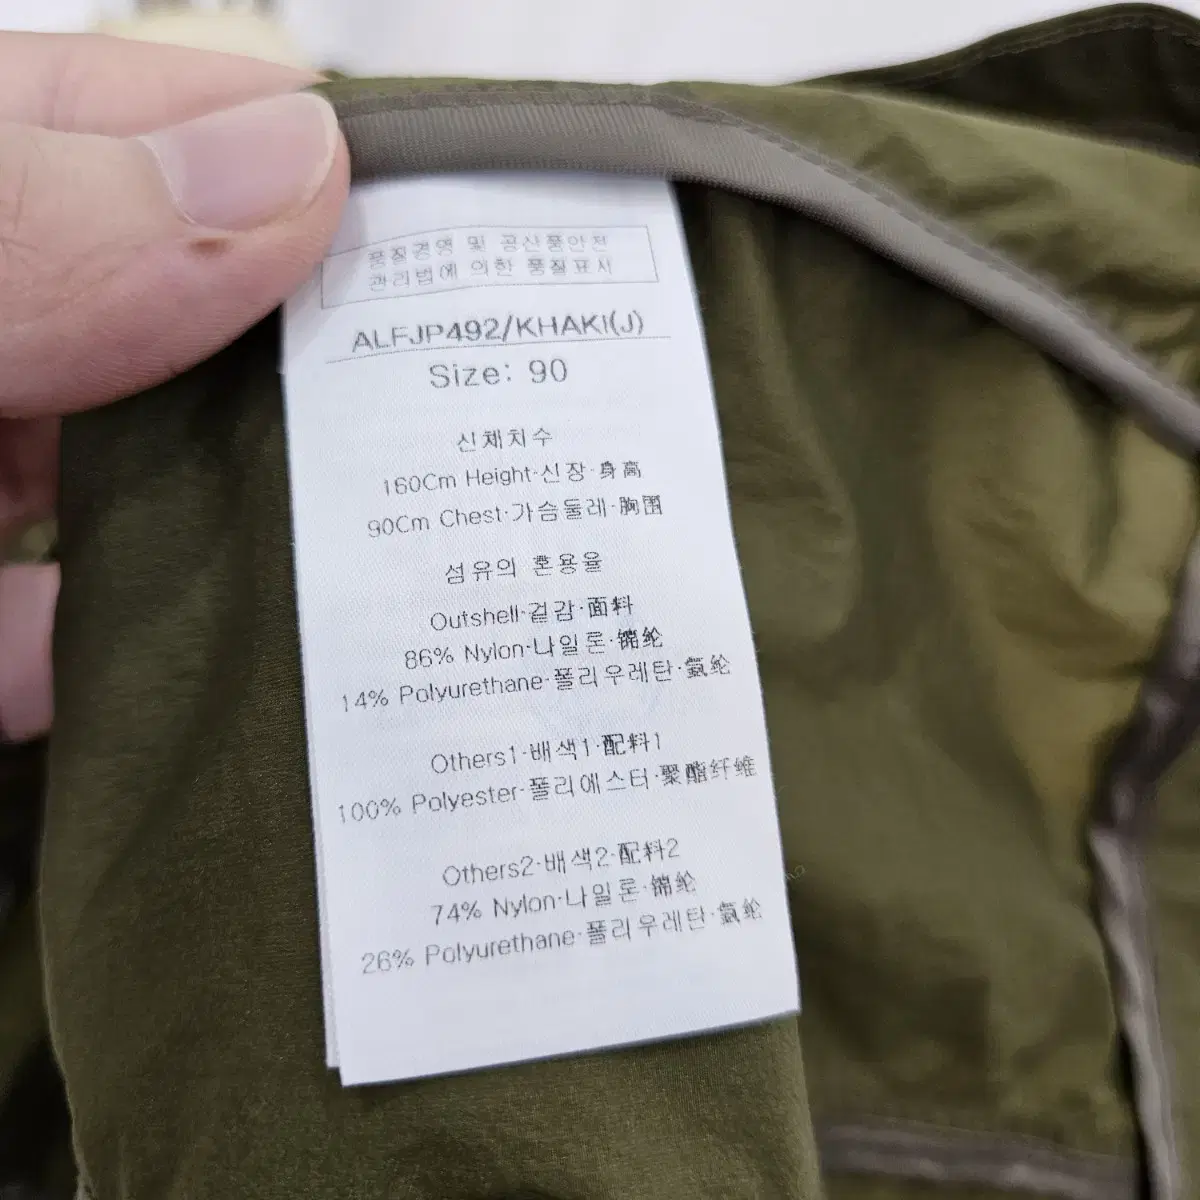 품질경영 및 공산품안전
관리법에 의한 품질표시
ALFJP492/KHAKI(J)
Size: 90
신체치수
160Cm Height·신장·身高
90Cm Chest·가슴둘레·胸围
섬유의 혼용율
Outshell·겉감·面料
86% Nylon·나일론·锦纶
14% Polyurethane·폴리우레탄·氨纶
Others1·배색1·配料1
100% Polyester·폴리에스터·聚酯纤维
Others2·배색2·配料2
74% Nylon·나일론·锦纶
26% Polyurethane·폴리우레탄·氨纶